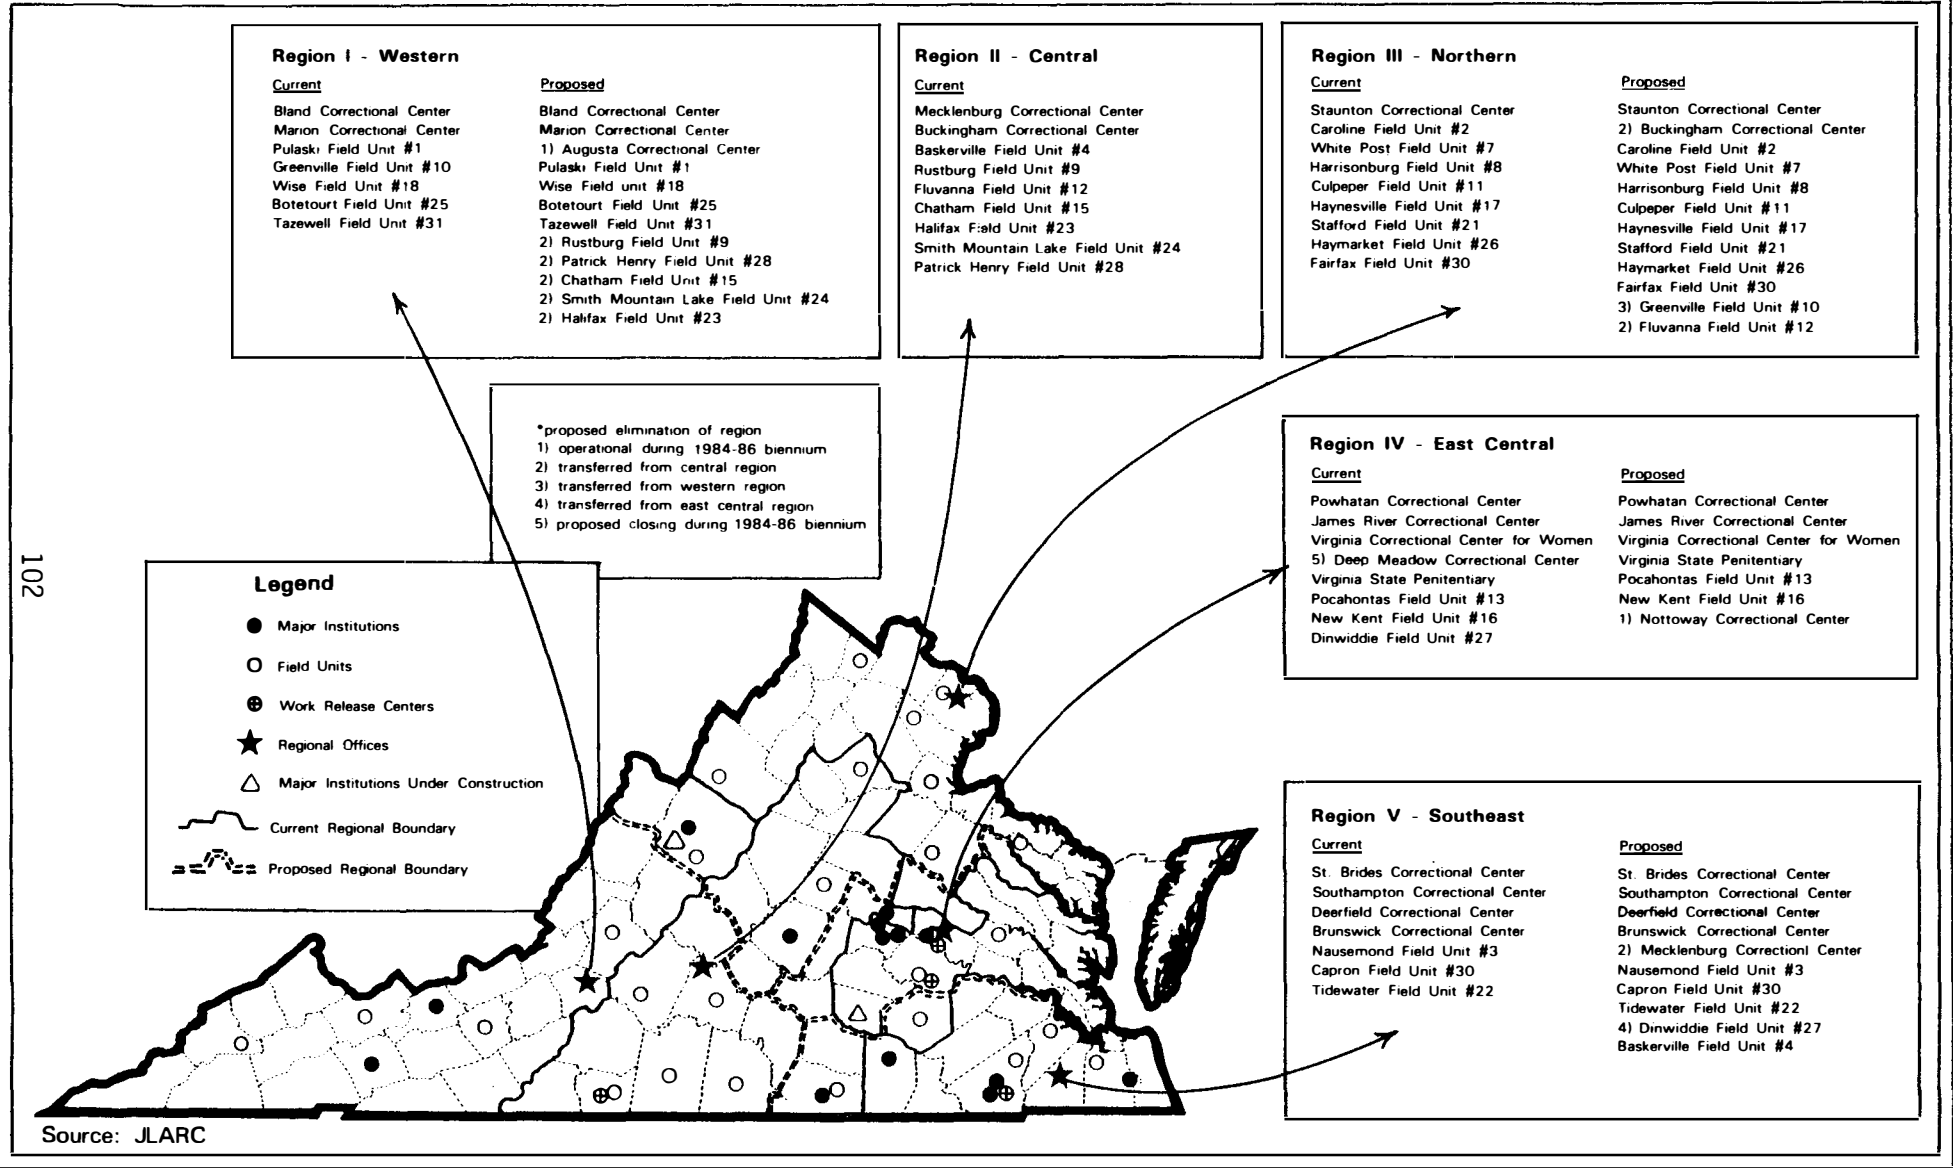 Region I - Western
Current
Bland Correctional Center
Marion Correctional Center
Pulaski Field Unit #1
Greenville Field Unit #10
Wise Field Unit #18
Botetourt Field Unit #25
Tazewell Field Unit #31
Proposed
Bland Correctional Center
Marion Correctional Center
1) Augusta Correctional Center
Pulaski Field Unit #1
Wise Field unit #18
Botetourt Field Unit #25
Tazewell Field Unit #31
2) Rustburg Field Unit #9
2) Patrick Henry Field Unit #28
2) Chatham Field Unit #15
2) Smith Mountain Lake Field Unit #24
2) Halifax Field Unit #23
Region II - Central
Current
Mecklenburg Correctional Center
Buckingham Correctional Center
Baskerville Field Unit #4
Rustburg Field Unit #9
Fluvanna Field Unit #12
Chatham Field Unit #15
Halifax Field Unit #23
Smith Mountain Lake Field Unit #24
Patrick Henry Field Unit #28
Region III - Northern
Current
Staunton Correctional Center
Caroline Field Unit #2
White Post Field Unit #7
Harrisonburg Field Unit #8
Culpeper Field Unit #11
Haynesville Field Unit #17
Stafford Field Unit #21
Haymarket Field Unit #26
Fairfax Field Unit #30
Proposed
Staunton Correctional Center
2) Buckingham Correctional Center
Caroline Field Unit #2
White Post Field Unit #7
Harrisonburg Field Unit #8
Culpeper Field Unit #11
Haynesville Field Unit #17
Stafford Field Unit #21
Haymarket Field Unit #26
Fairfax Field Unit #30
3) Greenville Field Unit #10
2) Fluvanna Field Unit #12
*proposed elimination of region
1) operational during 1984-86 biennium
2) transferred from central region
3) transferred from western region
4) transferred from east central region
5) proposed closing during 1984-86 biennium
Region IV - East Central
Current
Powhatan Correctional Center
James River Correctional Center
Virginia Correctional Center for Women
5) Deep Meadow Correctional Center
Virginia State Penitentiary
Pocahontas Field Unit #13
New Kent Field Unit #16
Dinwiddie Field Unit #27
Proposed
Powhatan Correctional Center
James River Correctional Center
Virginia Correctional Center for Women
Virginia State Penitentiary
Pocahontas Field Unit #13
New Kent Field Unit #16
1) Nottoway Correctional Center
102
Legend
Major Institutions
Field Units
Work Release Centers
Regional Offices
Major Institutions Under Construction
Current Regional Boundary
Proposed Regional Boundary
Region V - Southeast
Current
St. Brides Correctional Center
Southampton Correctional Center
Deerfield Correctional Center
Brunswick Correctional Center
Nausemond Field Unit #3
Capron Field Unit #30
Tidewater Field Unit #22
Proposed
St. Brides Correctional Center
Southampton Correctional Center
Deerfield Correctional Center
Brunswick Correctional Center
2) Mecklenburg Correctionl Center
Nausemond Field Unit #3
Capron Field Unit #30
Tidewater Field Unit #22
4) Dinwiddie Field Unit #27
Baskerville Field Unit #4
Source: JLARC